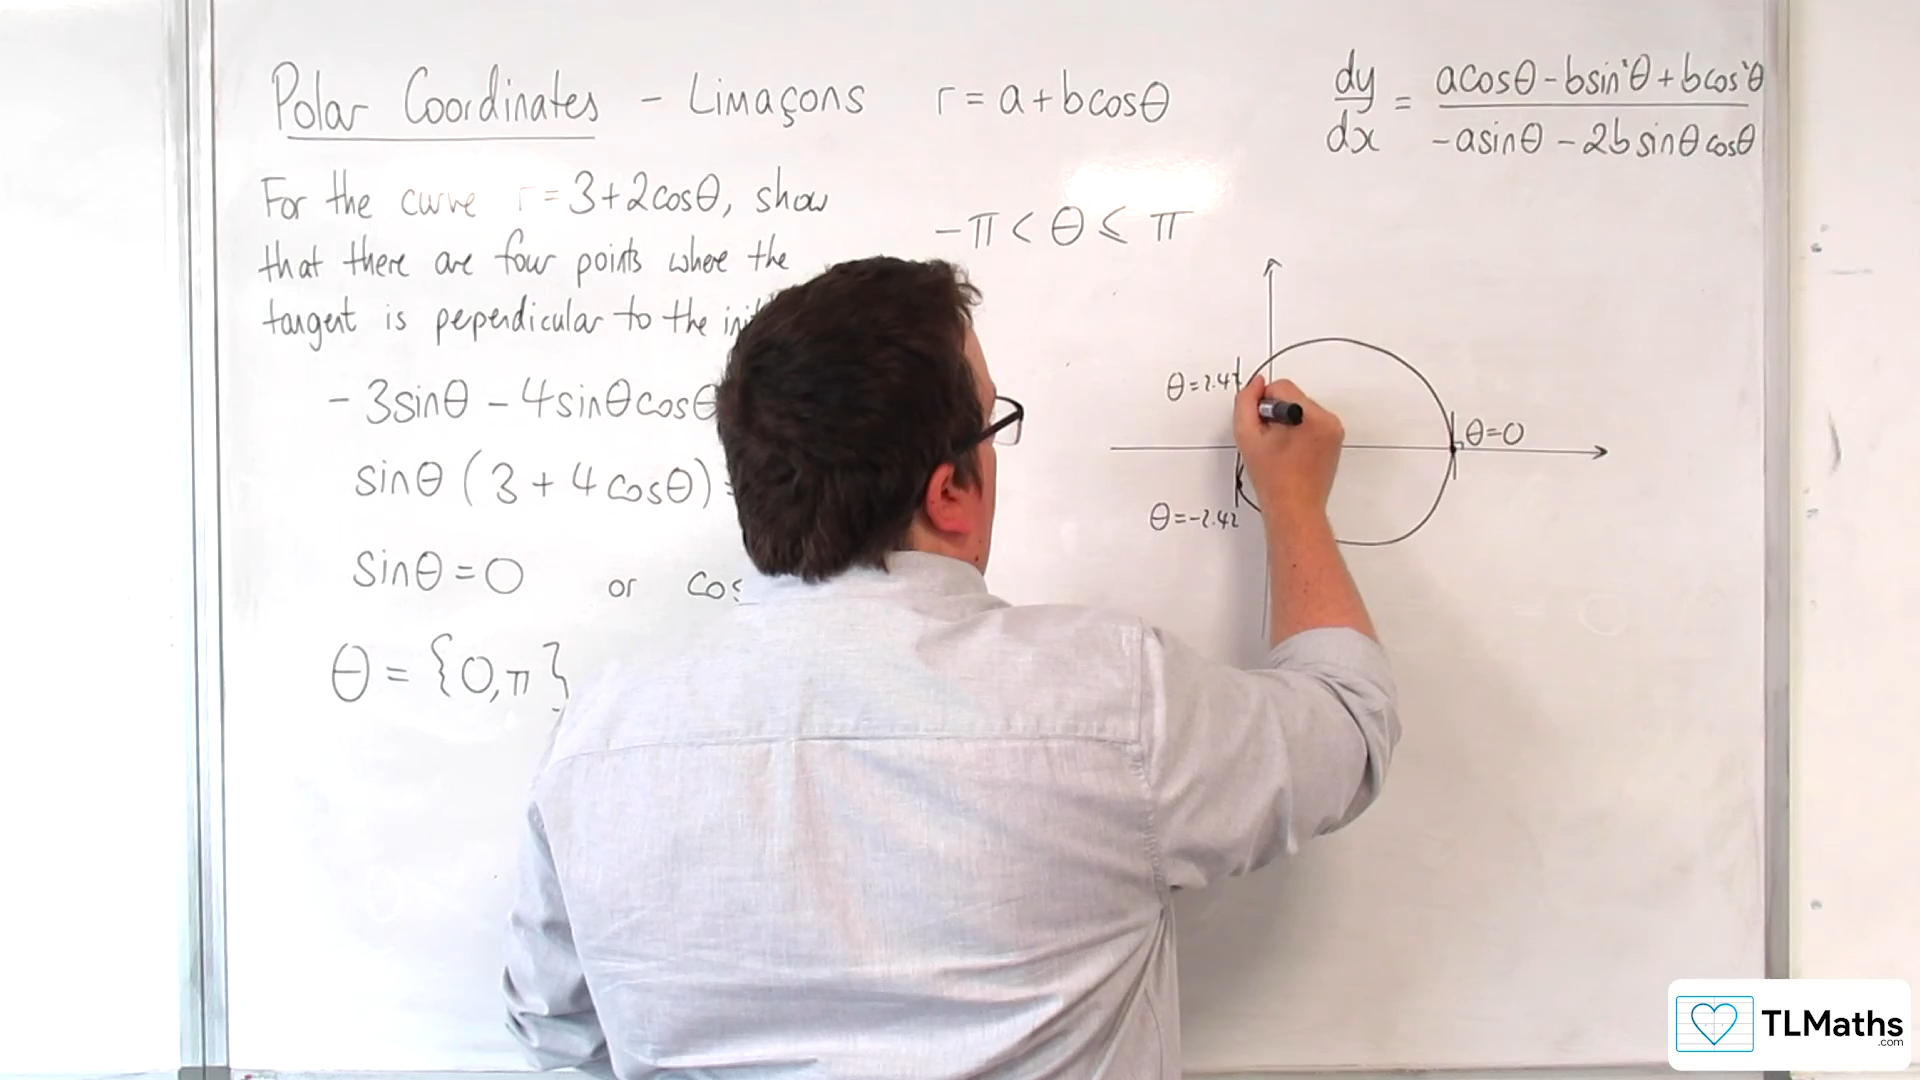 Polar Coordinates - Limaçons r = a + bcosθ
dy/dx = acosθ - bsin²θ + bcos²θ / -asinθ - 2bsinθcosθ
For the curve r = 3 + 2cosθ, show
that there are four points where the
tangent is pependicular to the
-π < θ ⩽ π
- 3sinθ - 4sinθcosθ
sinθ (3 + 4cosθ)
sinθ = 0 or cos
θ = {0, π}
θ = 2.42
θ=0
θ = -2.42
TLMaths
.com